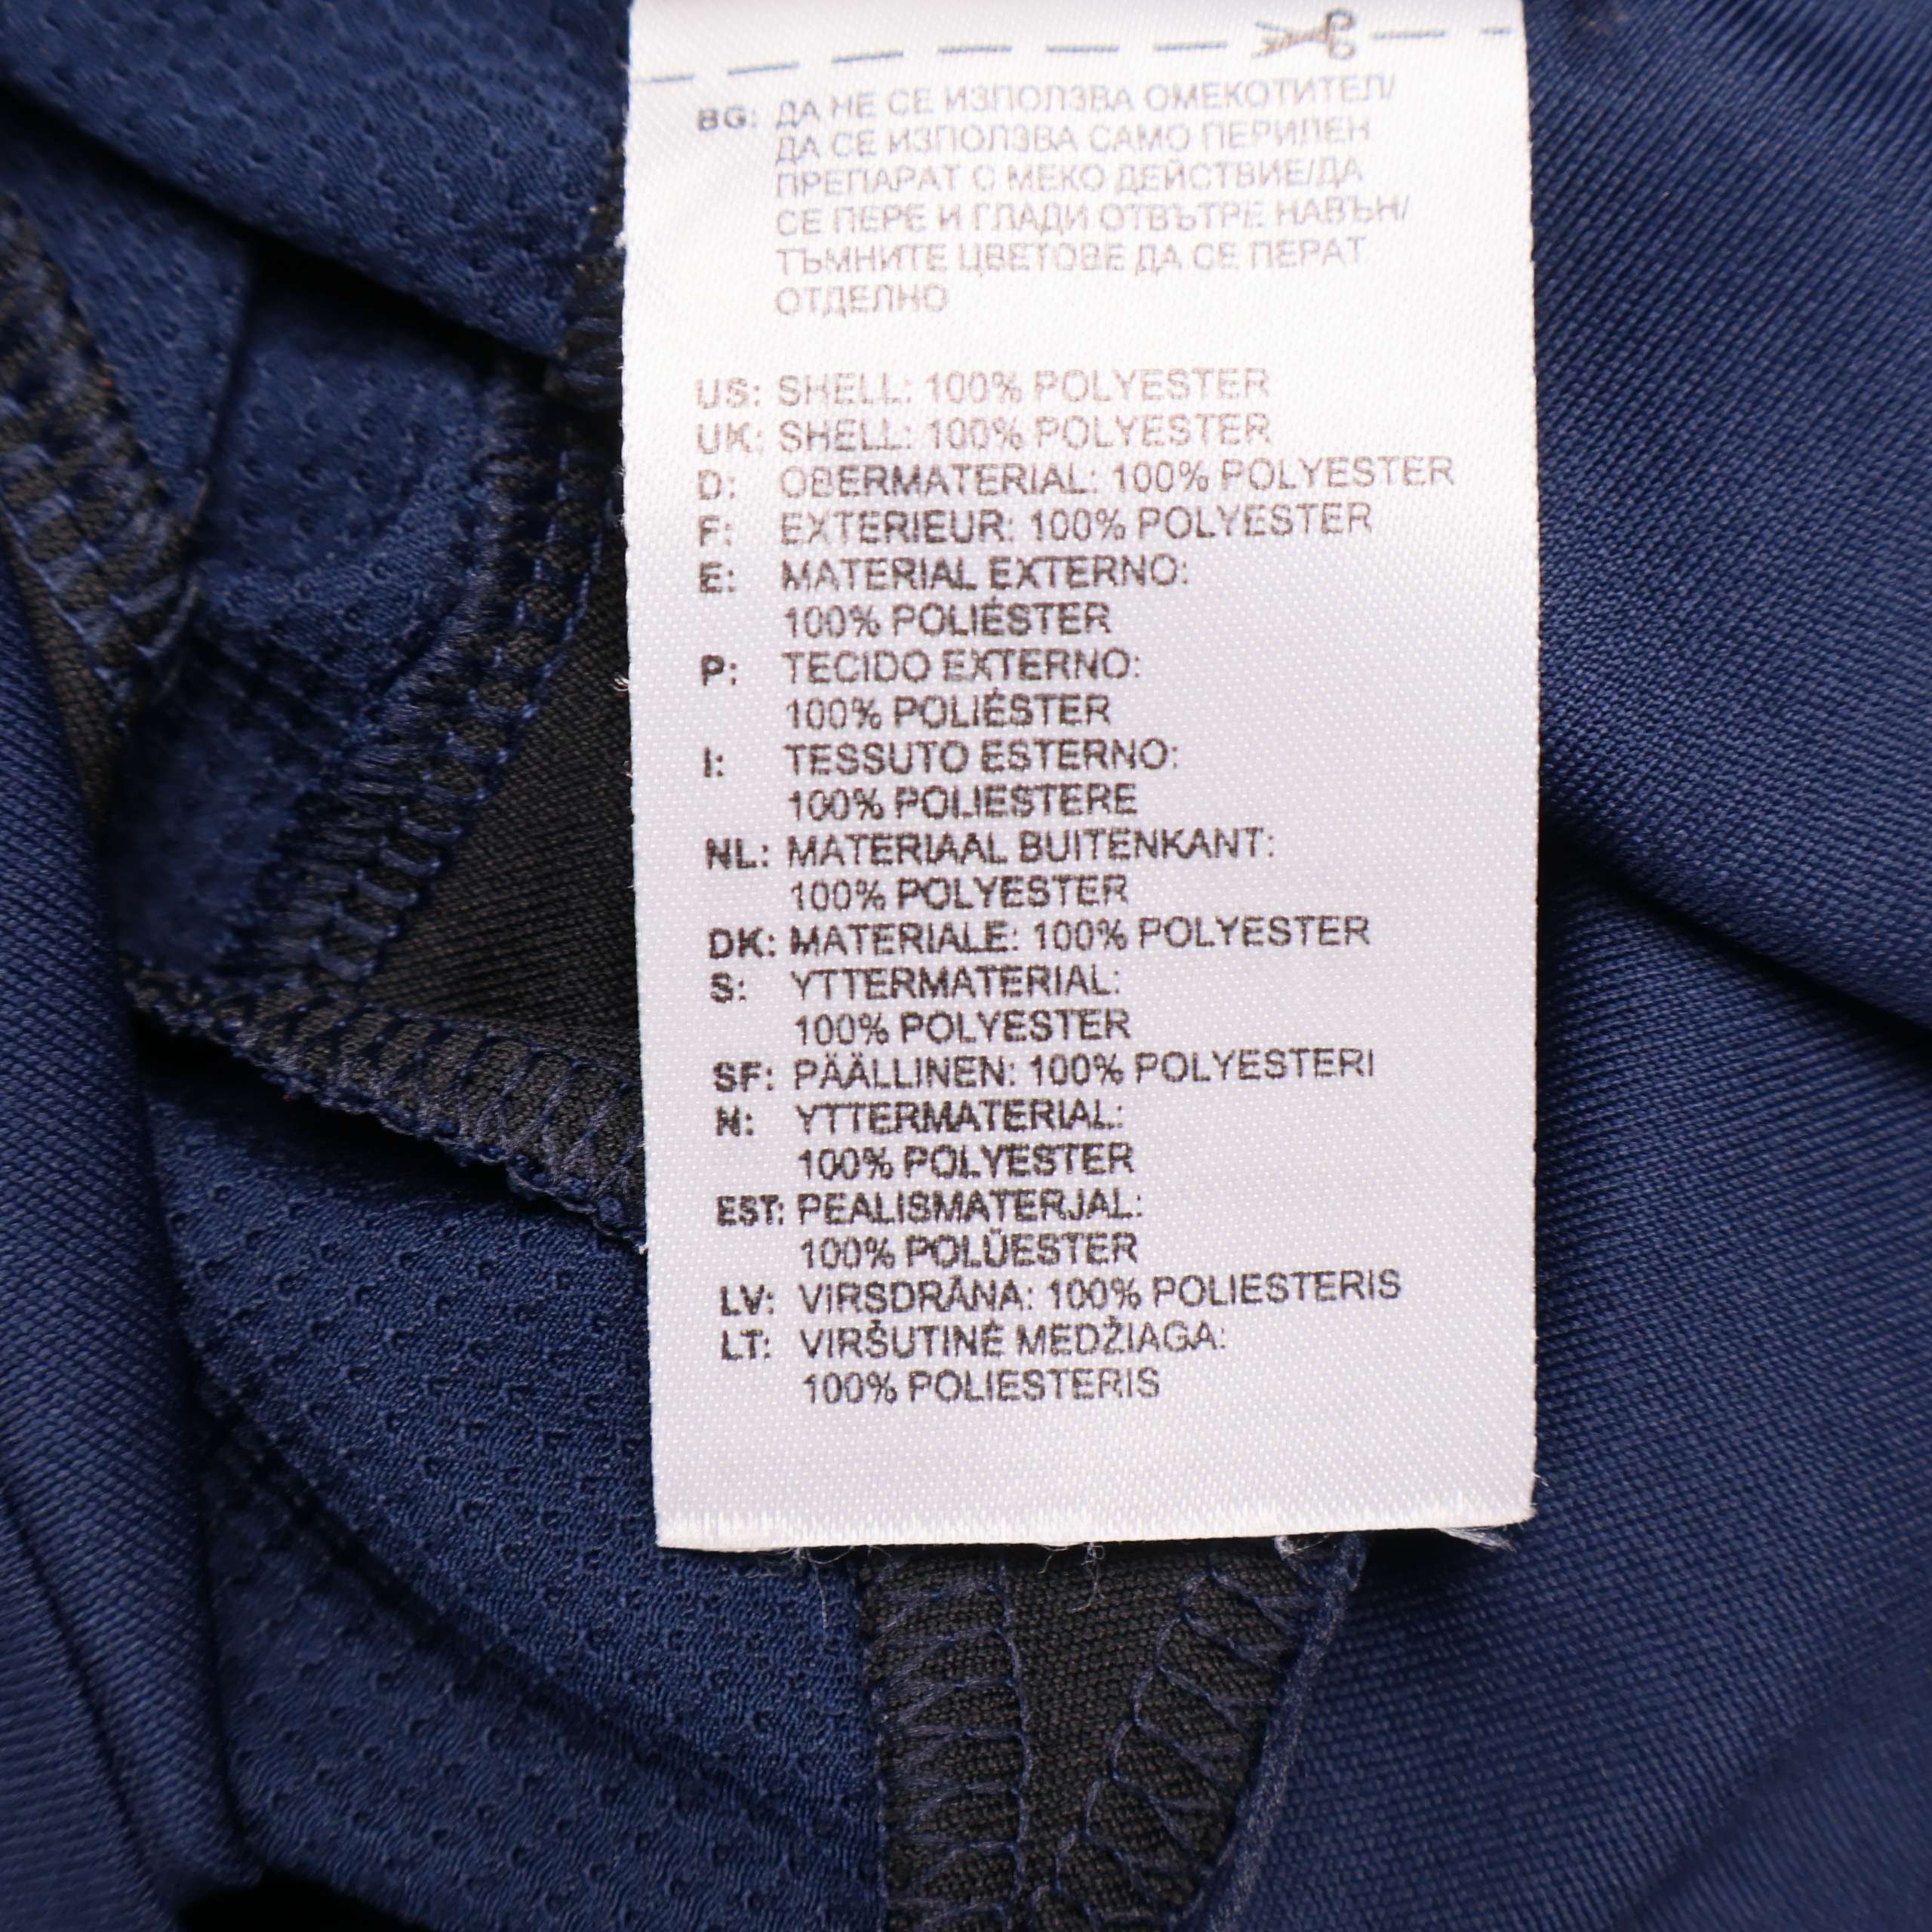 BG: ДА НЕ СЕ ИЗПОЛЗВА ОМЕКОТИТЕЛ/
ДА СЕ ИЗПОЛЗВА САМО ПЕРИЛЕН
ПРЕПАРАТ С МЕКО ДЕЙСТВИЕ/ДА
СЕ ПЕРЕ И ГЛАДИ ОТВЪТРЕ НАВЪН/
ТЪМНИТЕ ЦВЕТОВЕ ДА СЕ ПЕРАТ
ОТДЕЛНО
US: SHELL: 100% POLYESTER
UK: SHELL: 100% POLYESTER
D: OBERMATERIAL: 100% POLYESTER
F: EXTERIEUR: 100% POLYESTER
E: MATERIAL EXTERNO:
100% POLIÉSTER
P: TECIDO EXTERNO:
100% POLIÉSTER
I: TESSUTO ESTERNO:
100% POLIESTERE
NL: MATERIAAL BUITENKANT:
100% POLYESTER
DK: MATERIALE: 100% POLYESTER
S: YTTERMATERIAL:
100% POLYESTER
SF: PÄÄLLINEN: 100% POLYESTERI
N: YTTERMATERIAL:
100% POLYESTER
EST: PEALISMATERJAL:
100% POLÜESTER
LV: VIRSDRĀNA: 100% POLIESTERIS
LT: VIRŠUTINĖ MEDŽIAGA:
100% POLIESTERIS